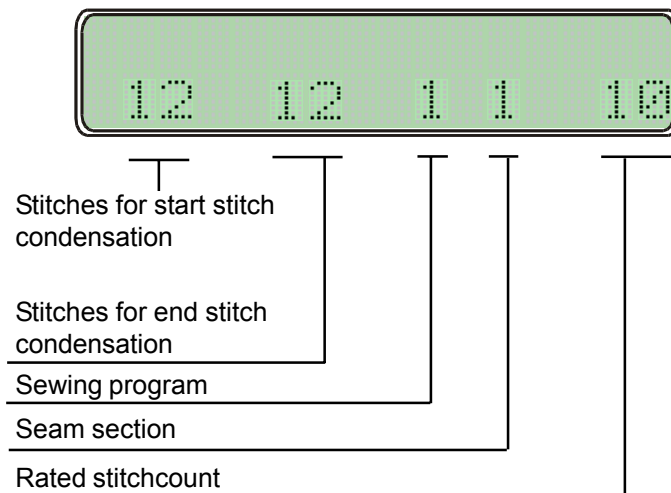 12 12 1 1 10
Stitches for start stitch
condensation
Stitches for end stitch
condensation
Sewing program
Seam section
Rated stitchcount